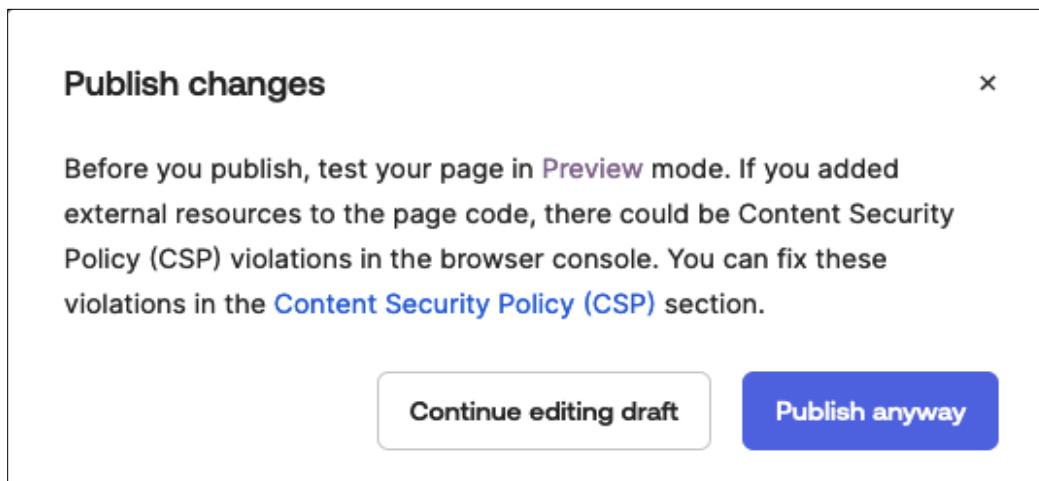 Publish changes
×
Before you publish, test your page in Preview mode. If you added
external resources to the page code, there could be Content Security
Policy (CSP) violations in the browser console. You can fix these
violations in the Content Security Policy (CSP) section.
Continue editing draft
Publish anyway